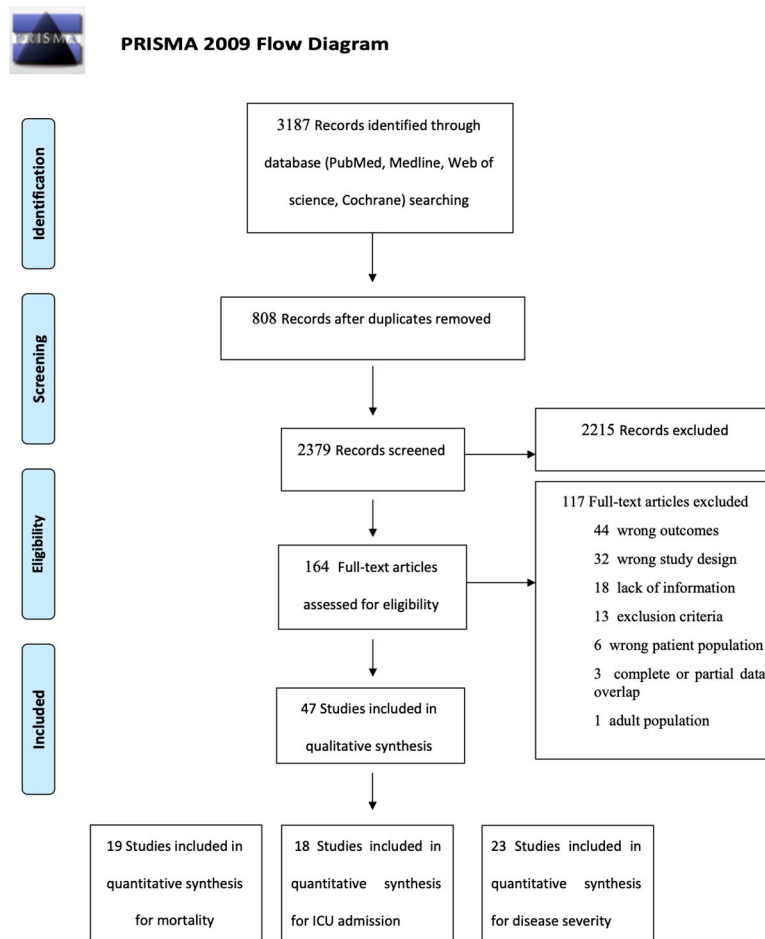 PRISMA
PRISMA 2009 Flow Diagram
Identification
3187 Records identified through
database (PubMed, Medline, Web of
science, Cochrane) searching
Screening
808 Records after duplicates removed
2379 Records screened
2215 Records excluded
Eligibility
164 Full-text articles
assessed for eligibility
117 Full-text articles excluded
44 wrong outcomes
32 wrong study design
18 lack of information
13 exclusion criteria
6 wrong patient population
3 complete or partial data
overlap
1 adult population
Included
47 Studies included in
qualitative synthesis
19 Studies included in
quantitative synthesis
for mortality
18 Studies included in
quantitative synthesis
for ICU admission
23 Studies included in
quantitative synthesis
for disease severity